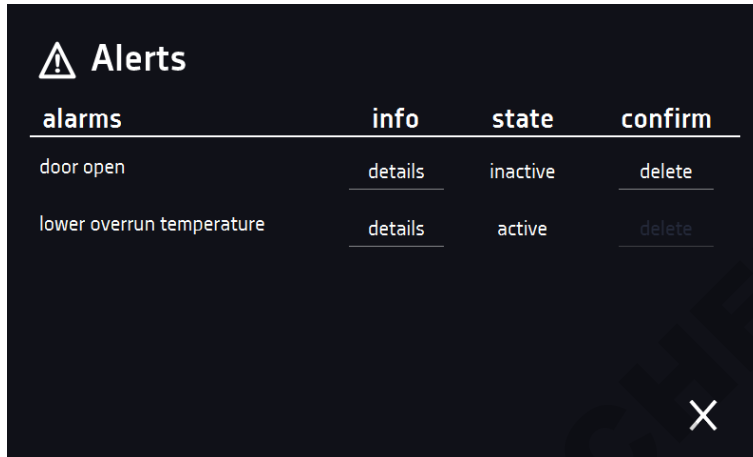 Alerts
alarms info state confirm
door open details inactive delete
lower overrun temperature details active delete